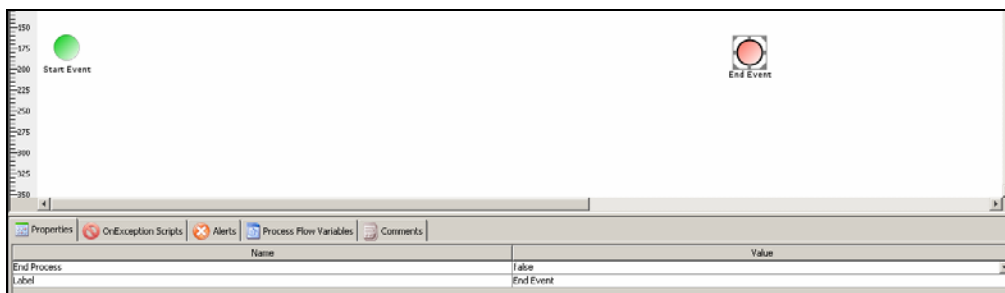 150
175
200
Start Event
End Event
225
250
275
300
325
350
Properties OnException Scripts Alerts Process Flow Variables Comments
Name Value
End Process false
Label End Event